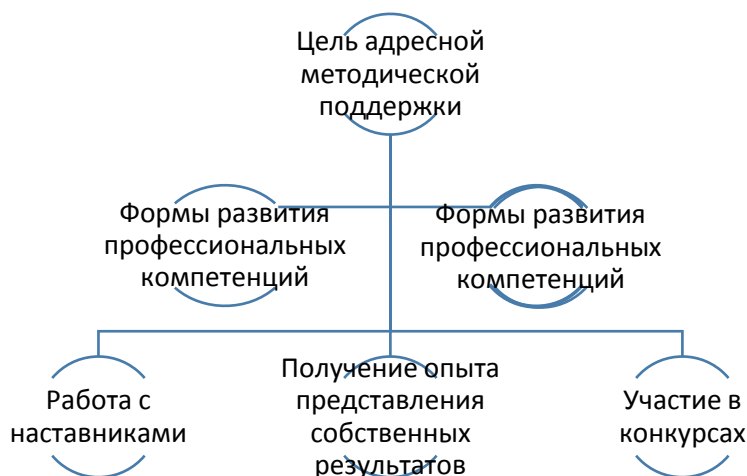 Цель адресной
методической
поддержки
Формы развития
профессиональных
компетенций
Формы развития
профессиональных
компетенций
Работа с
наставниками
Получение опыта
представления
собственных
результатов
Участие в
конкурсах